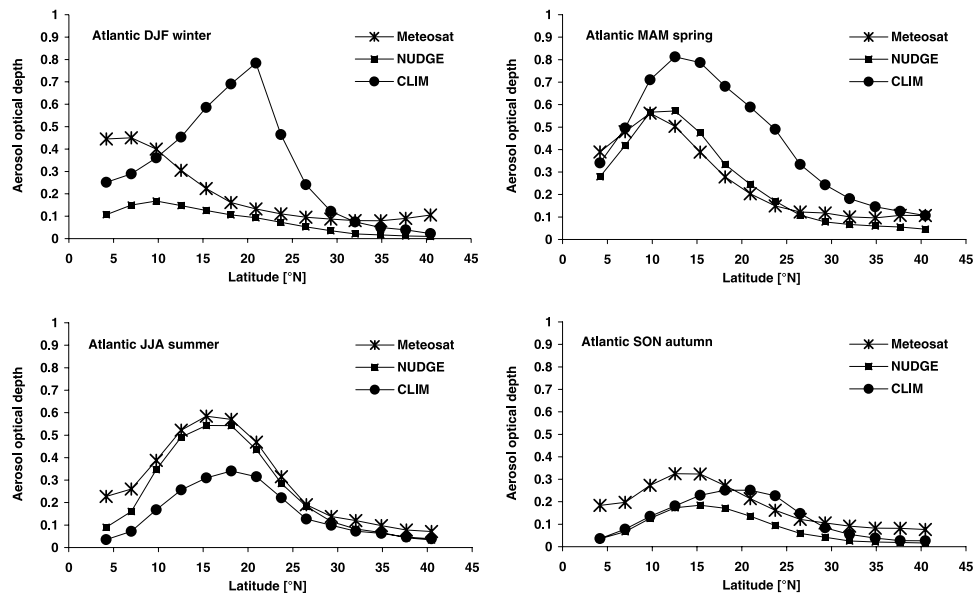 Atlantic DJF winter
Meteosat
NUDGE
CLIM
Aerosol optical depth
1
0.9
0.8
0.7
0.6
0.5
0.4
0.3
0.2
0.1
0
0 5 10 15 20 25 30 35 40 45
Latitude [°N]
Atlantic MAM spring
Meteosat
NUDGE
CLIM
Aerosol optical depth
1
0.9
0.8
0.7
0.6
0.5
0.4
0.3
0.2
0.1
0
0 5 10 15 20 25 30 35 40 45
Latitude [°N]
Atlantic JJA summer
Meteosat
NUDGE
CLIM
Aerosol optical depth
1
0.9
0.8
0.7
0.6
0.5
0.4
0.3
0.2
0.1
0
0 5 10 15 20 25 30 35 40 45
Latitude [°N]
Atlantic SON autumn
Meteosat
NUDGE
CLIM
Aerosol optical depth
1
0.9
0.8
0.7
0.6
0.5
0.4
0.3
0.2
0.1
0
0 5 10 15 20 25 30 35 40 45
Latitude [°N]